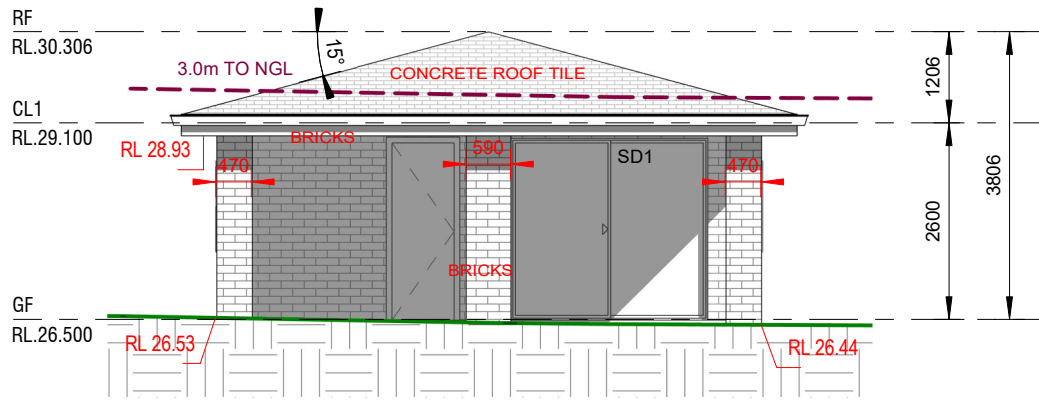 RF
RL.30.306
15°
3.0m TO NGL
CONCRETE ROOF TILE
1206
CL1
RL.29.100
BRICKS
RL 28.93
470
590
SD1
470
3806
2600
BRICKS
GF
RL.26.500
RL 26.53
RL 26.44